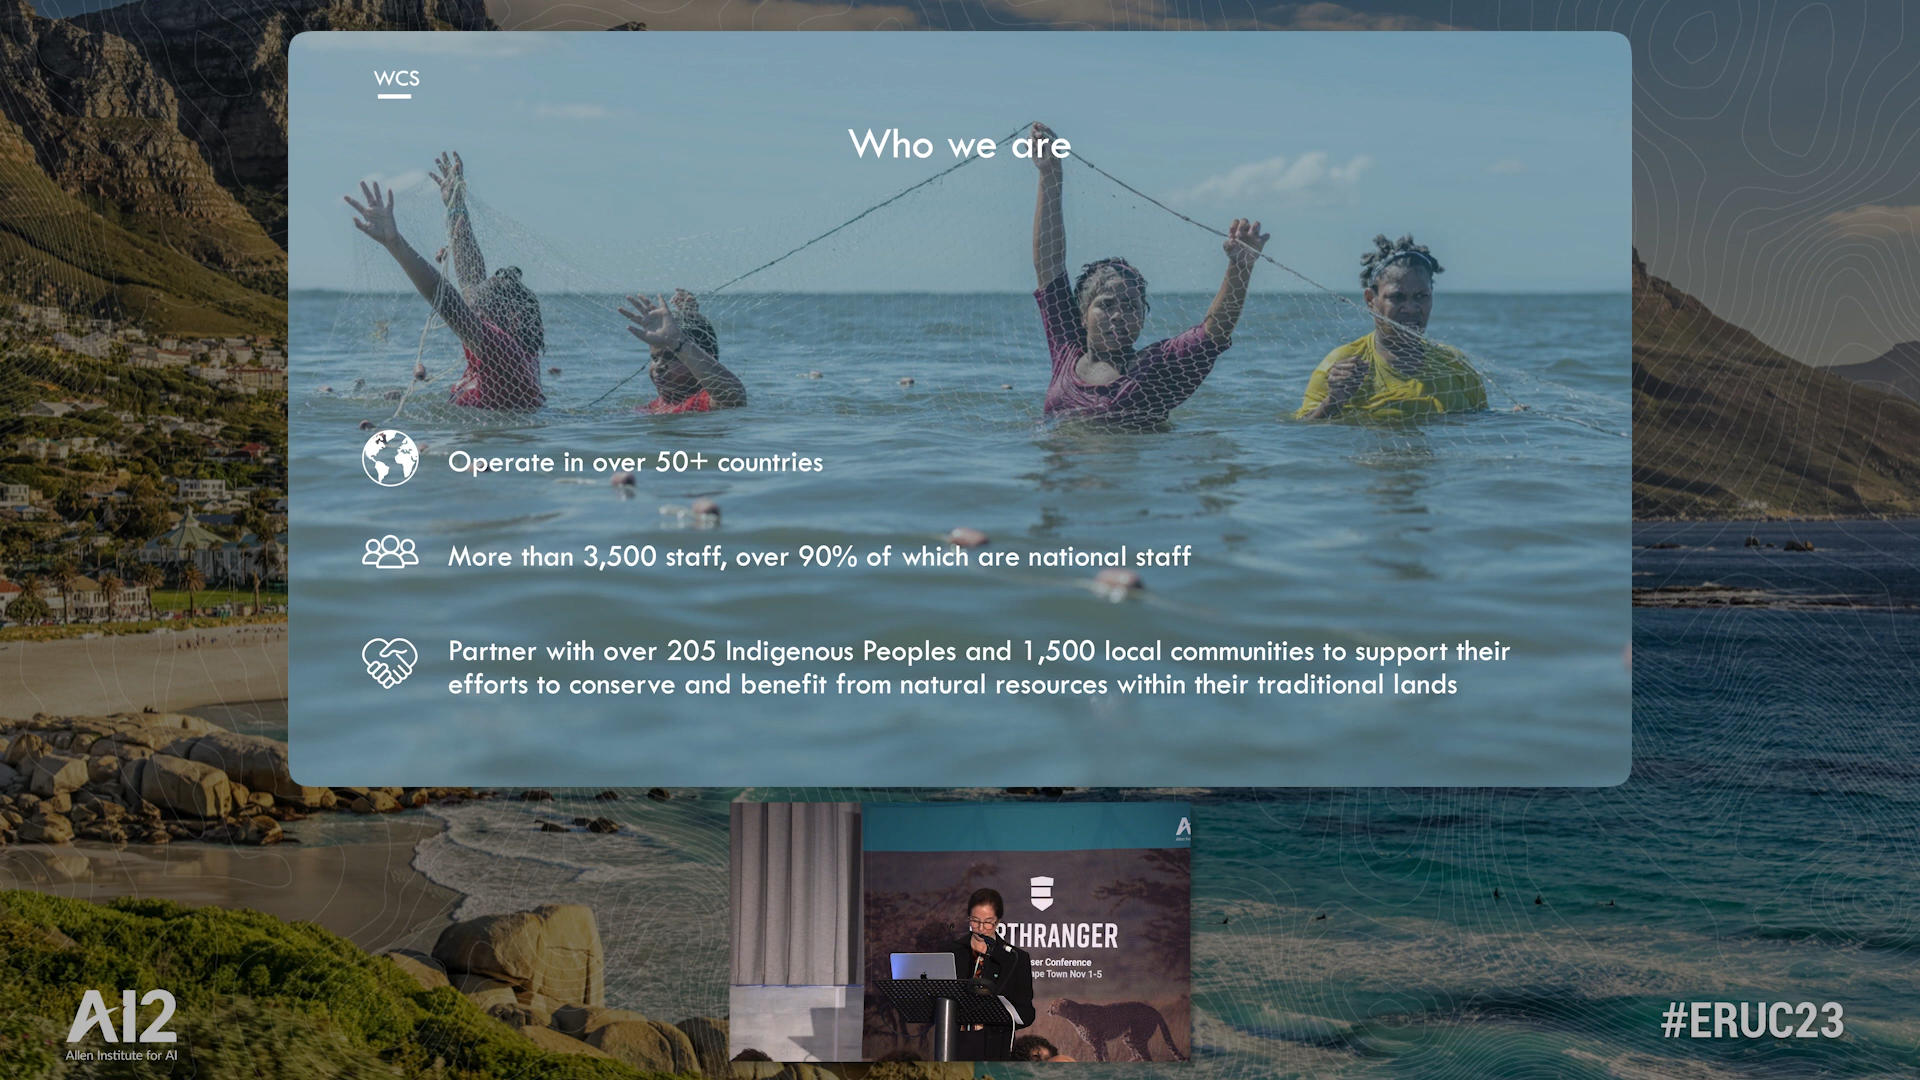 WCS
Who we are
Operate in over 50+ countries
More than 3,500 staff, over 90% of which are national staff
Partner with over 205 Indigenous Peoples and 1,500 local communities to support their
efforts to conserve and benefit from natural resources within their traditional lands
RTHRANGER
ser Conference
pe Town Nov 1-5
AI2
Allen Institute for AI
#ERUC23